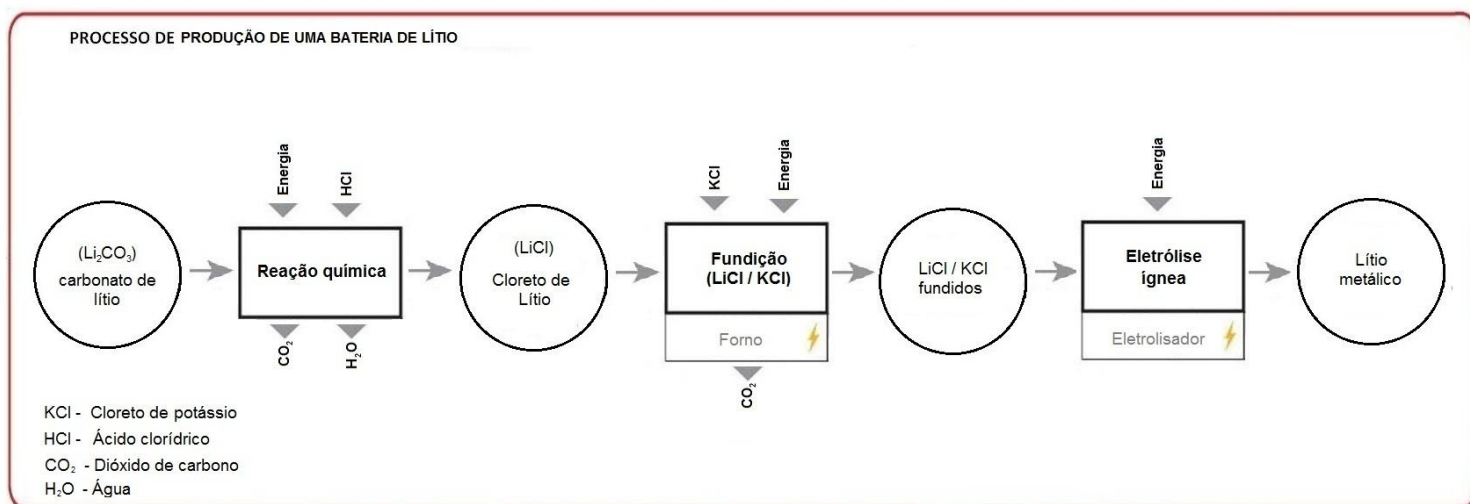 PROCESSO DE PRODUÇÃO DE UMA BATERIA DE LÍTIO
(Li₂CO₃)
carbonato de
lítio
Energia
HCl
Reação química
CO₂
H₂O
(LiCl)
Cloreto de
Lítio
KCl
Energia
Fundição
(LiCl / KCl)
Forno
CO₂
LiCl / KCl
fundidos
Energia
Eletrólise
ígnea
Eletrolisador
Lítio
metálico
KCl - Cloreto de potássio
HCl - Ácido clorídrico
CO₂ - Dióxido de carbono
H₂O - Água